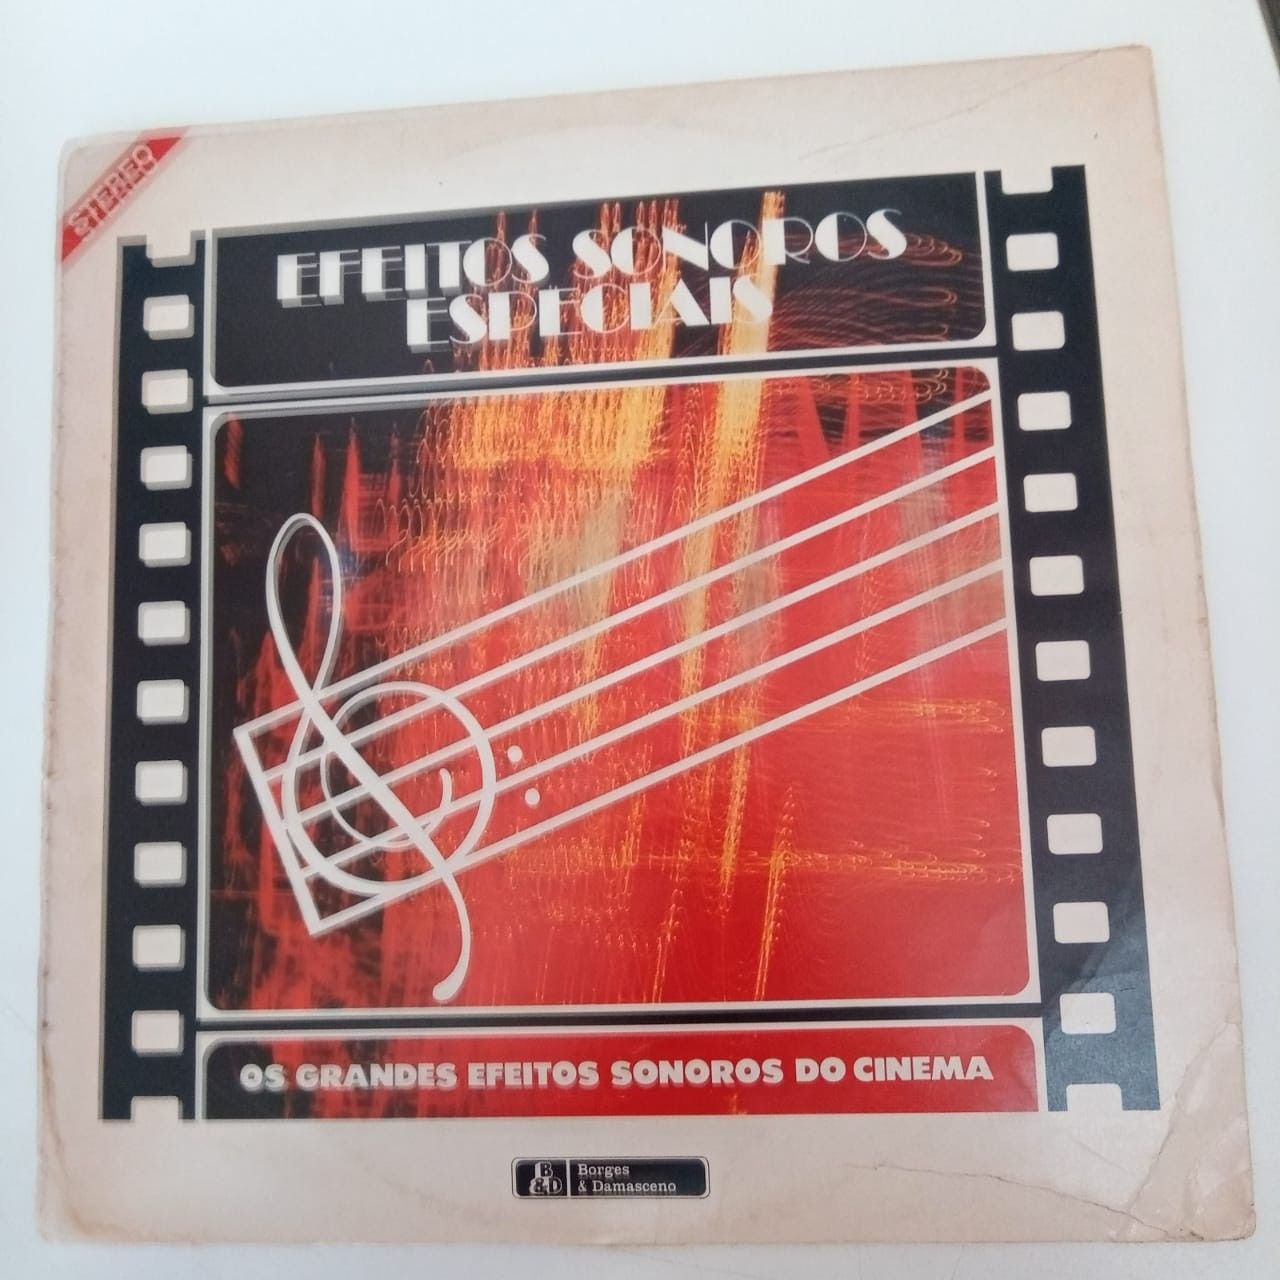 STEREO
EFEITOS SONOROS
ESPECIAIS
OS GRANDES EFEITOS SONOROS DO CINEMA
B
&D
Borges
& Damasceno